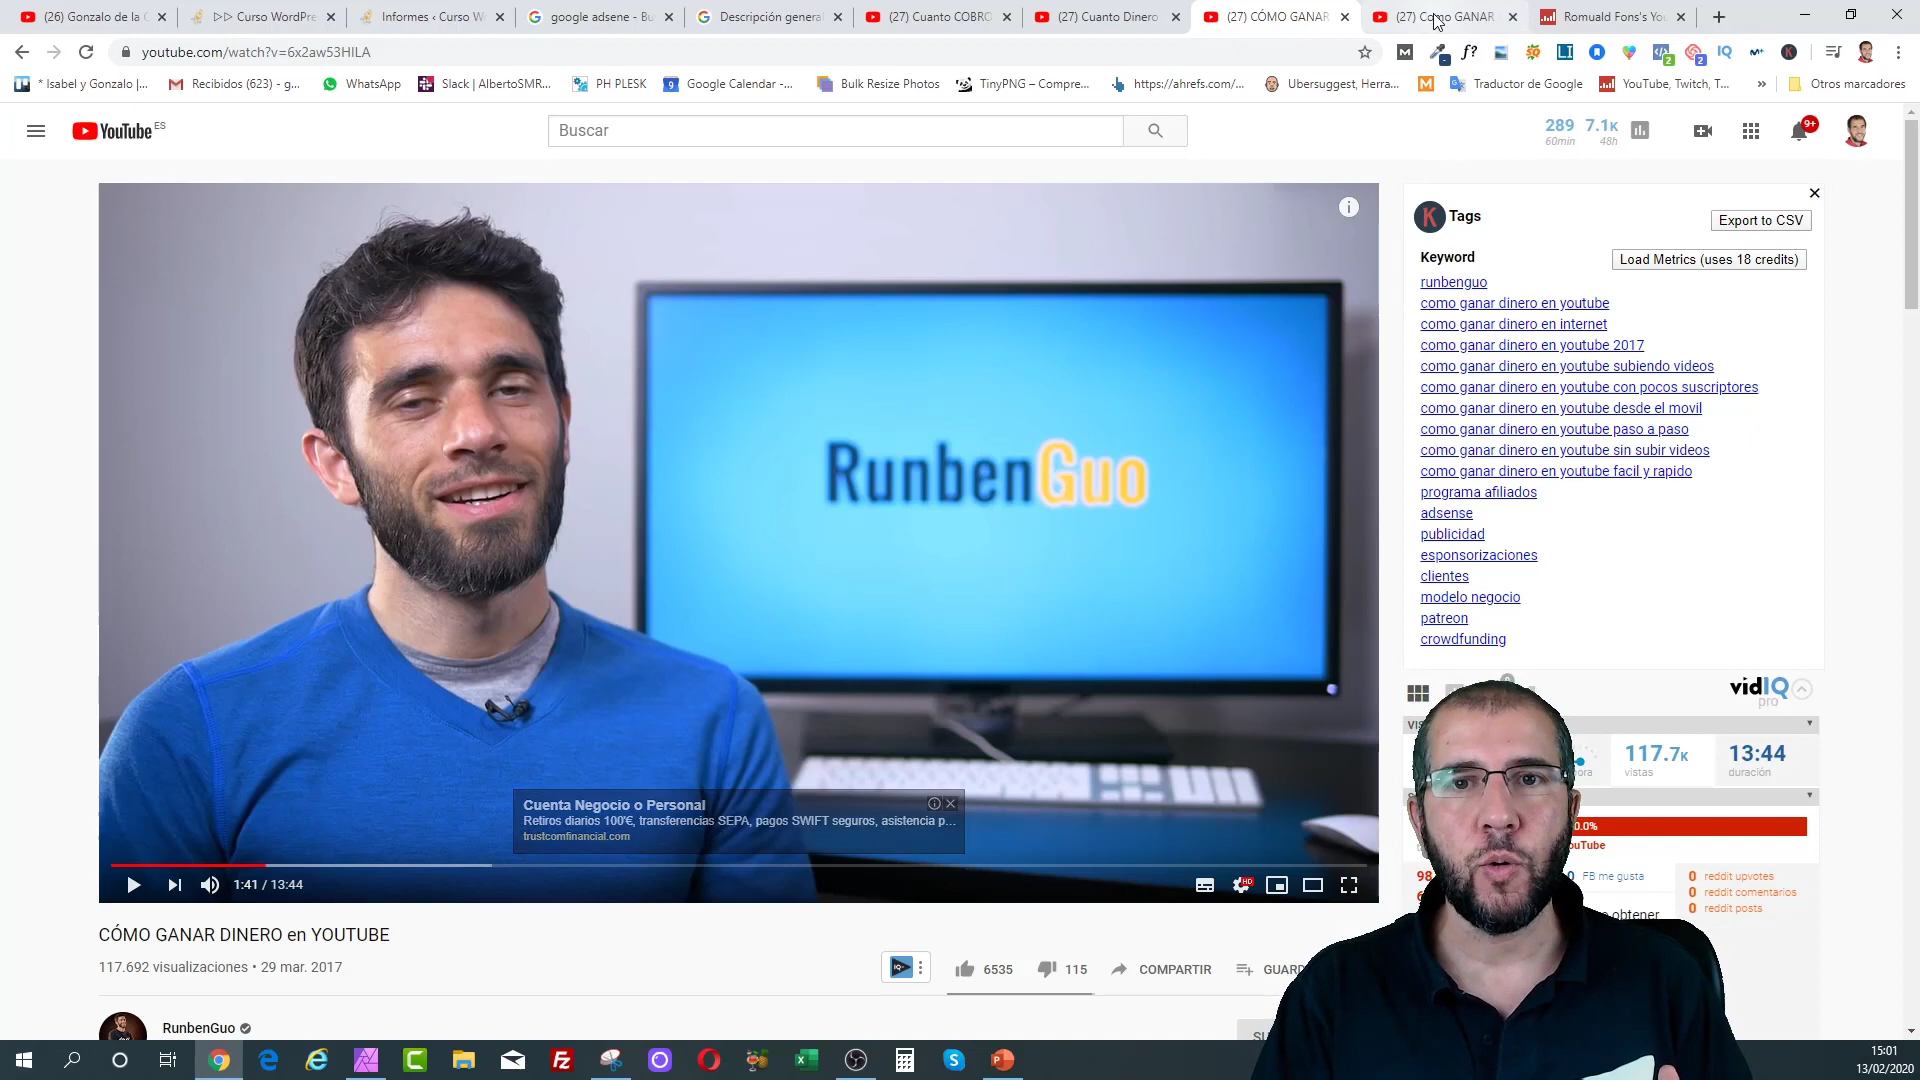 (26) Gonzalo de la C
▷▷ Curso WordPre
Informes ‹ Curso W
google adsene - Bu
Descripción general
(27) Cuanto COBRO
(27) Cuanto Dinero
(27) CÓMO GANAR
(27) Como GANAR
Romuald Fons's You
youtube.com/watch?v=6x2aw53HILA
* Isabel y Gonzalo |...
Recibidos (623) - g...
WhatsApp
Slack | AlbertoSMR...
PH PLESK
Google Calendar -...
Bulk Resize Photos
TinyPNG – Compre...
https://ahrefs.com/...
Ubersuggest, Herra...
Traductor de Google
YouTube, Twitch, T...
»
Otros marcadores
YouTube ES
Buscar
289
60min
7.1K
48h
9+
RunbenGuo
Cuenta Negocio o Personal
Retiros diarios 100'€, transferencias SEPA, pagos SWIFT seguros, asistencia p...
trustcomfinancial.com
1:41 / 13:44
HD
CÓMO GANAR DINERO en YOUTUBE
117.692 visualizaciones • 29 mar. 2017
6535
115
COMPARTIR
GUARD
RunbenGuo
K
Tags
Export to CSV
Keyword
Load Metrics (uses 18 credits)
runbenguo
como ganar dinero en youtube
como ganar dinero en internet
como ganar dinero en youtube 2017
como ganar dinero en youtube subiendo videos
como ganar dinero en youtube con pocos suscriptores
como ganar dinero en youtube desde el movil
como ganar dinero en youtube paso a paso
como ganar dinero en youtube sin subir videos
como ganar dinero en youtube facil y rapido
programa afiliados
adsense
publicidad
esponsorizaciones
clientes
modelo negocio
patreon
crowdfunding
vidIQ
pro
117.7K
vistas
13:44
duración
0.0%
ouTube
98
0 FB me gusta
0 reddit upvotes
0 reddit comentarios
0 reddit posts
obtener
15:01
13/02/2020